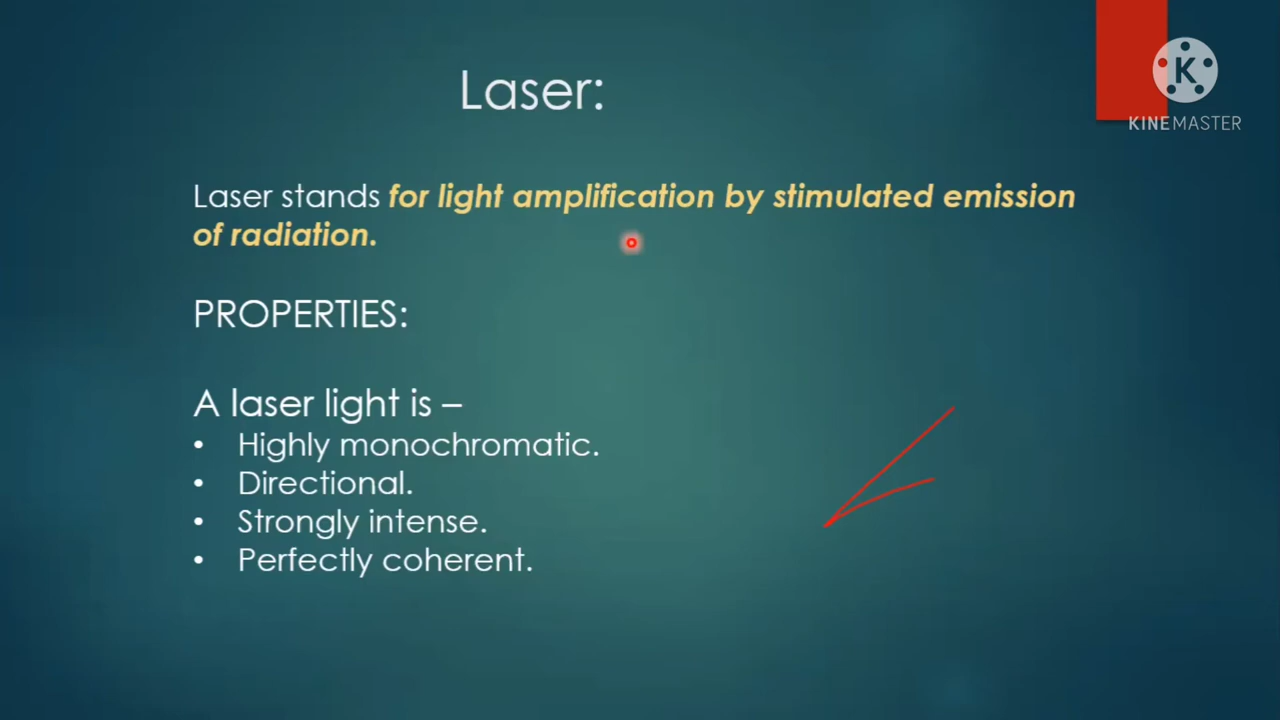 Laser:
K
KINEMASTER
Laser stands for light amplification by stimulated emission
of radiation.
PROPERTIES:
A laser light is –
• Highly monochromatic.
• Directional.
• Strongly intense.
• Perfectly coherent.